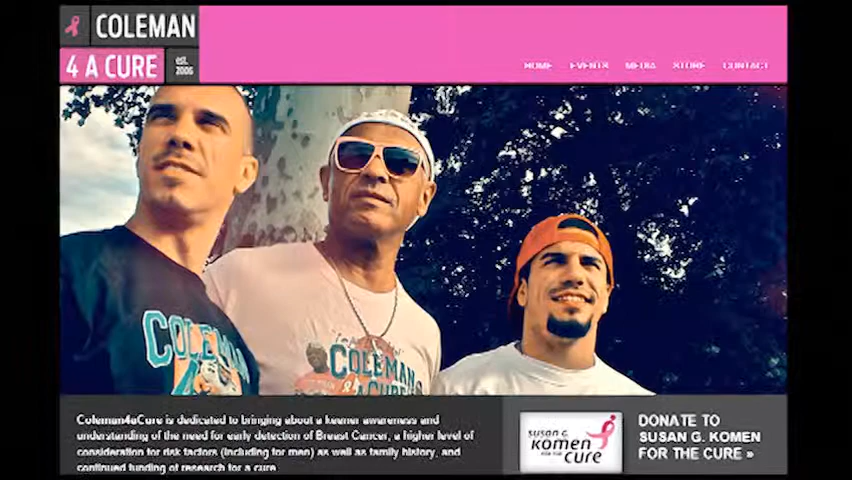 COLEMAN
4 A CURE
est.
2006
HOME EVENTS MEDIA STORE CONTACT
COLEMAN
COLEMAN
4 A CURE
Coleman4aCure is dedicated to bringing about a keener awareness and
understanding of the need for early detection of Breast Cancer, a higher level of
consideration for risk factors (including for men) as well as family history, and
continued funding of research for a cure
susan g.
komen
FOR THE
cure
DONATE TO
SUSAN G. KOMEN
FOR THE CURE »